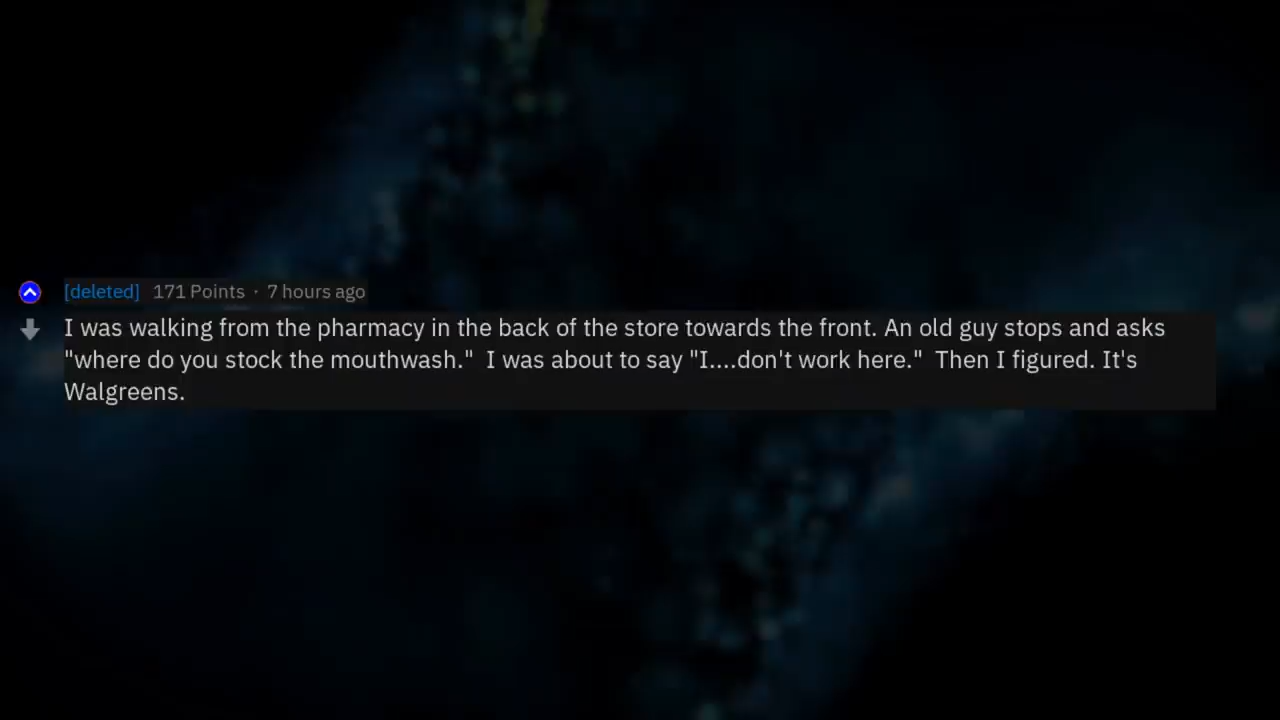 [deleted] 171 Points · 7 hours ago
I was walking from the pharmacy in the back of the store towards the front. An old guy stops and asks
"where do you stock the mouthwash."  I was about to say "I....don't work here."  Then I figured. It's
Walgreens.